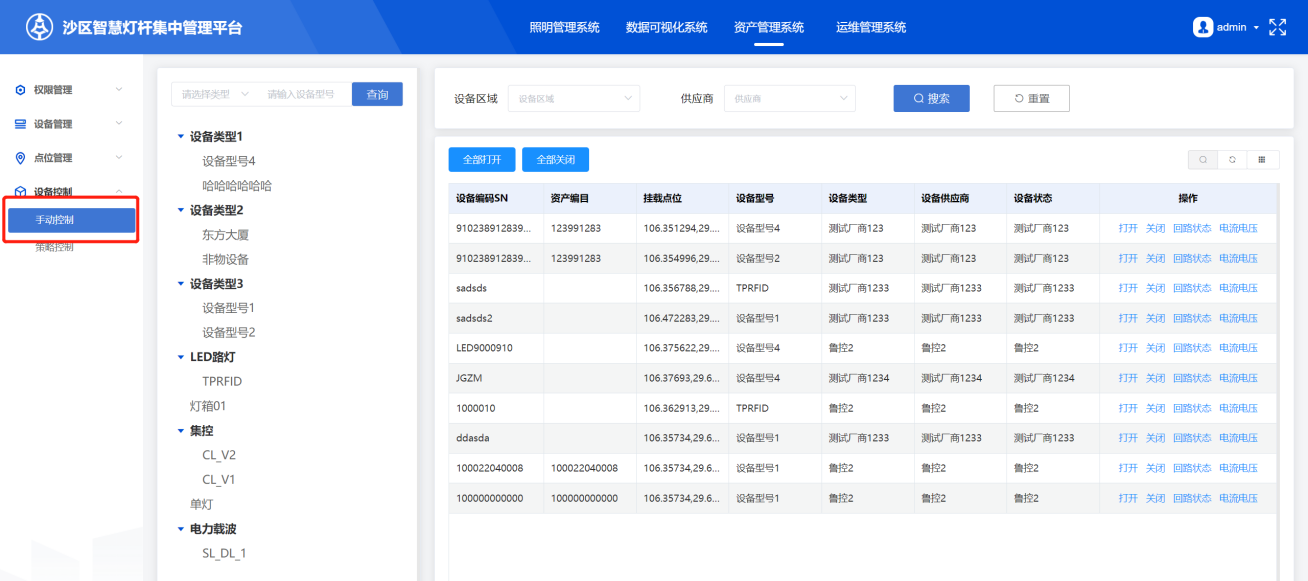 沙区智慧灯杆集中管理平台
照明管理系统 数据可视化系统 资产管理系统 运维管理系统
admin
权限管理
设备管理
点位管理
设备控制
手动控制
策略控制
请选择类型 请输入设备型号 查询
设备类型1
设备型号4
哈哈哈哈哈哈
设备类型2
东方大厦
非物设备
设备类型3
设备型号1
设备型号2
LED路灯
TPRFID
灯箱01
集控
CL_V2
CL_V1
单灯
电力载波
SL_DL_1
设备区域 设备区域 供应商 供应商 搜索 重置
全部打开 全部关闭
设备编码SN 资产编目 挂载点位 设备型号 设备类型 设备供应商 设备状态 操作
910238912839... 123991283 106.351294,29.... 设备型号4 测试厂商123 测试厂商123 测试厂商123 打开 关闭 回路状态 电流电压
910238912839... 123991283 106.354996,29.... 设备型号2 测试厂商123 测试厂商123 测试厂商123 打开 关闭 回路状态 电流电压
sadsds 106.356788,29.... TPRFID 测试厂商1233 测试厂商1233 测试厂商1233 打开 关闭 回路状态 电流电压
sadsds2 106.472283,29.... 设备型号1 测试厂商1233 测试厂商1233 测试厂商1233 打开 关闭 回路状态 电流电压
LED9000910 106.375622,29.... 设备型号4 鲁控2 鲁控2 鲁控2 打开 关闭 回路状态 电流电压
JGZM 106.37693,29.6... 设备型号4 测试厂商1234 测试厂商1234 测试厂商1234 打开 关闭 回路状态 电流电压
1000010 106.362913,29.... TPRFID 鲁控2 鲁控2 鲁控2 打开 关闭 回路状态 电流电压
ddasda 106.35734,29.6... 设备型号1 测试厂商1233 测试厂商1233 测试厂商1233 打开 关闭 回路状态 电流电压
100022040008 100022040008 106.35734,29.6... 设备型号1 鲁控2 鲁控2 鲁控2 打开 关闭 回路状态 电流电压
100000000000 100000000000 106.35734,29.6... 设备型号1 鲁控2 鲁控2 鲁控2 打开 关闭 回路状态 电流电压